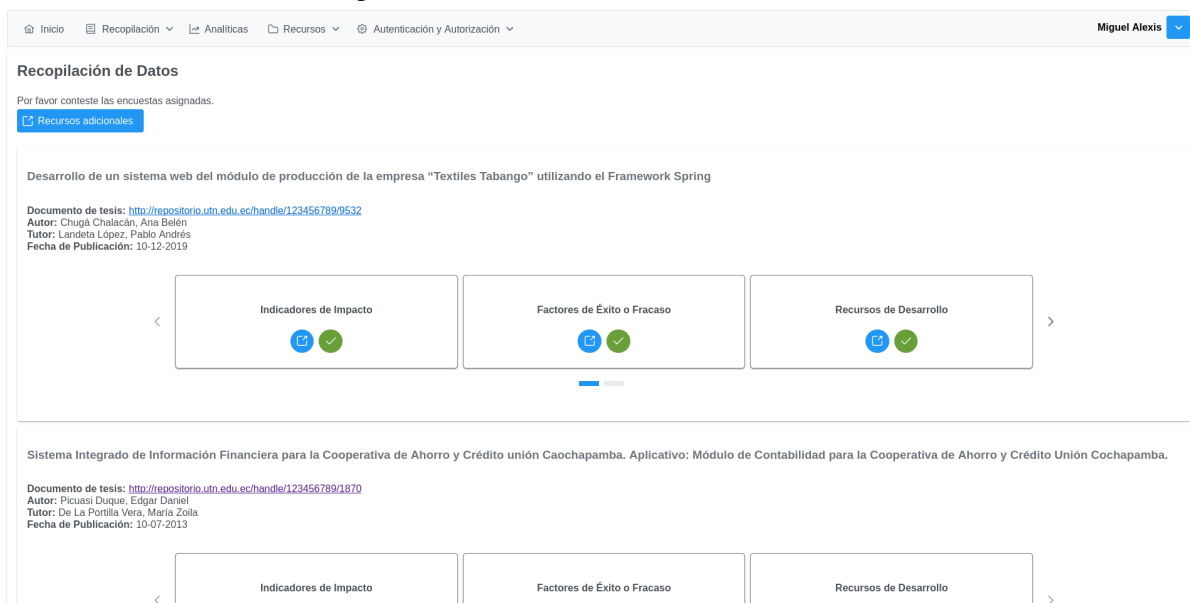 Inicio Recopilación Analíticas Recursos Autenticación y Autorización Miguel Alexis
Recopilación de Datos
Por favor conteste las encuestas asignadas.
Recursos adicionales
Desarrollo de un sistema web del módulo de producción de la empresa “Textiles Tabango” utilizando el Framework Spring
Documento de tesis: http://repositorio.utn.edu.ec/handle/123456789/9532
Autor: Chugá Chalacán, Ana Belén
Tutor: Landeta López, Pablo Andrés
Fecha de Publicación: 10-12-2019
Indicadores de Impacto Factores de Éxito o Fracaso Recursos de Desarrollo
Sistema Integrado de Información Financiera para la Cooperativa de Ahorro y Crédito unión Caochapamba. Aplicativo: Módulo de Contabilidad para la Cooperativa de Ahorro y Crédito Unión Cochapamba.
Documento de tesis: http://repositorio.utn.edu.ec/handle/123456789/1870
Autor: Picuasi Duque, Edgar Daniel
Tutor: De La Portilla Vera, María Zoila
Fecha de Publicación: 10-07-2013
Indicadores de Impacto Factores de Éxito o Fracaso Recursos de Desarrollo